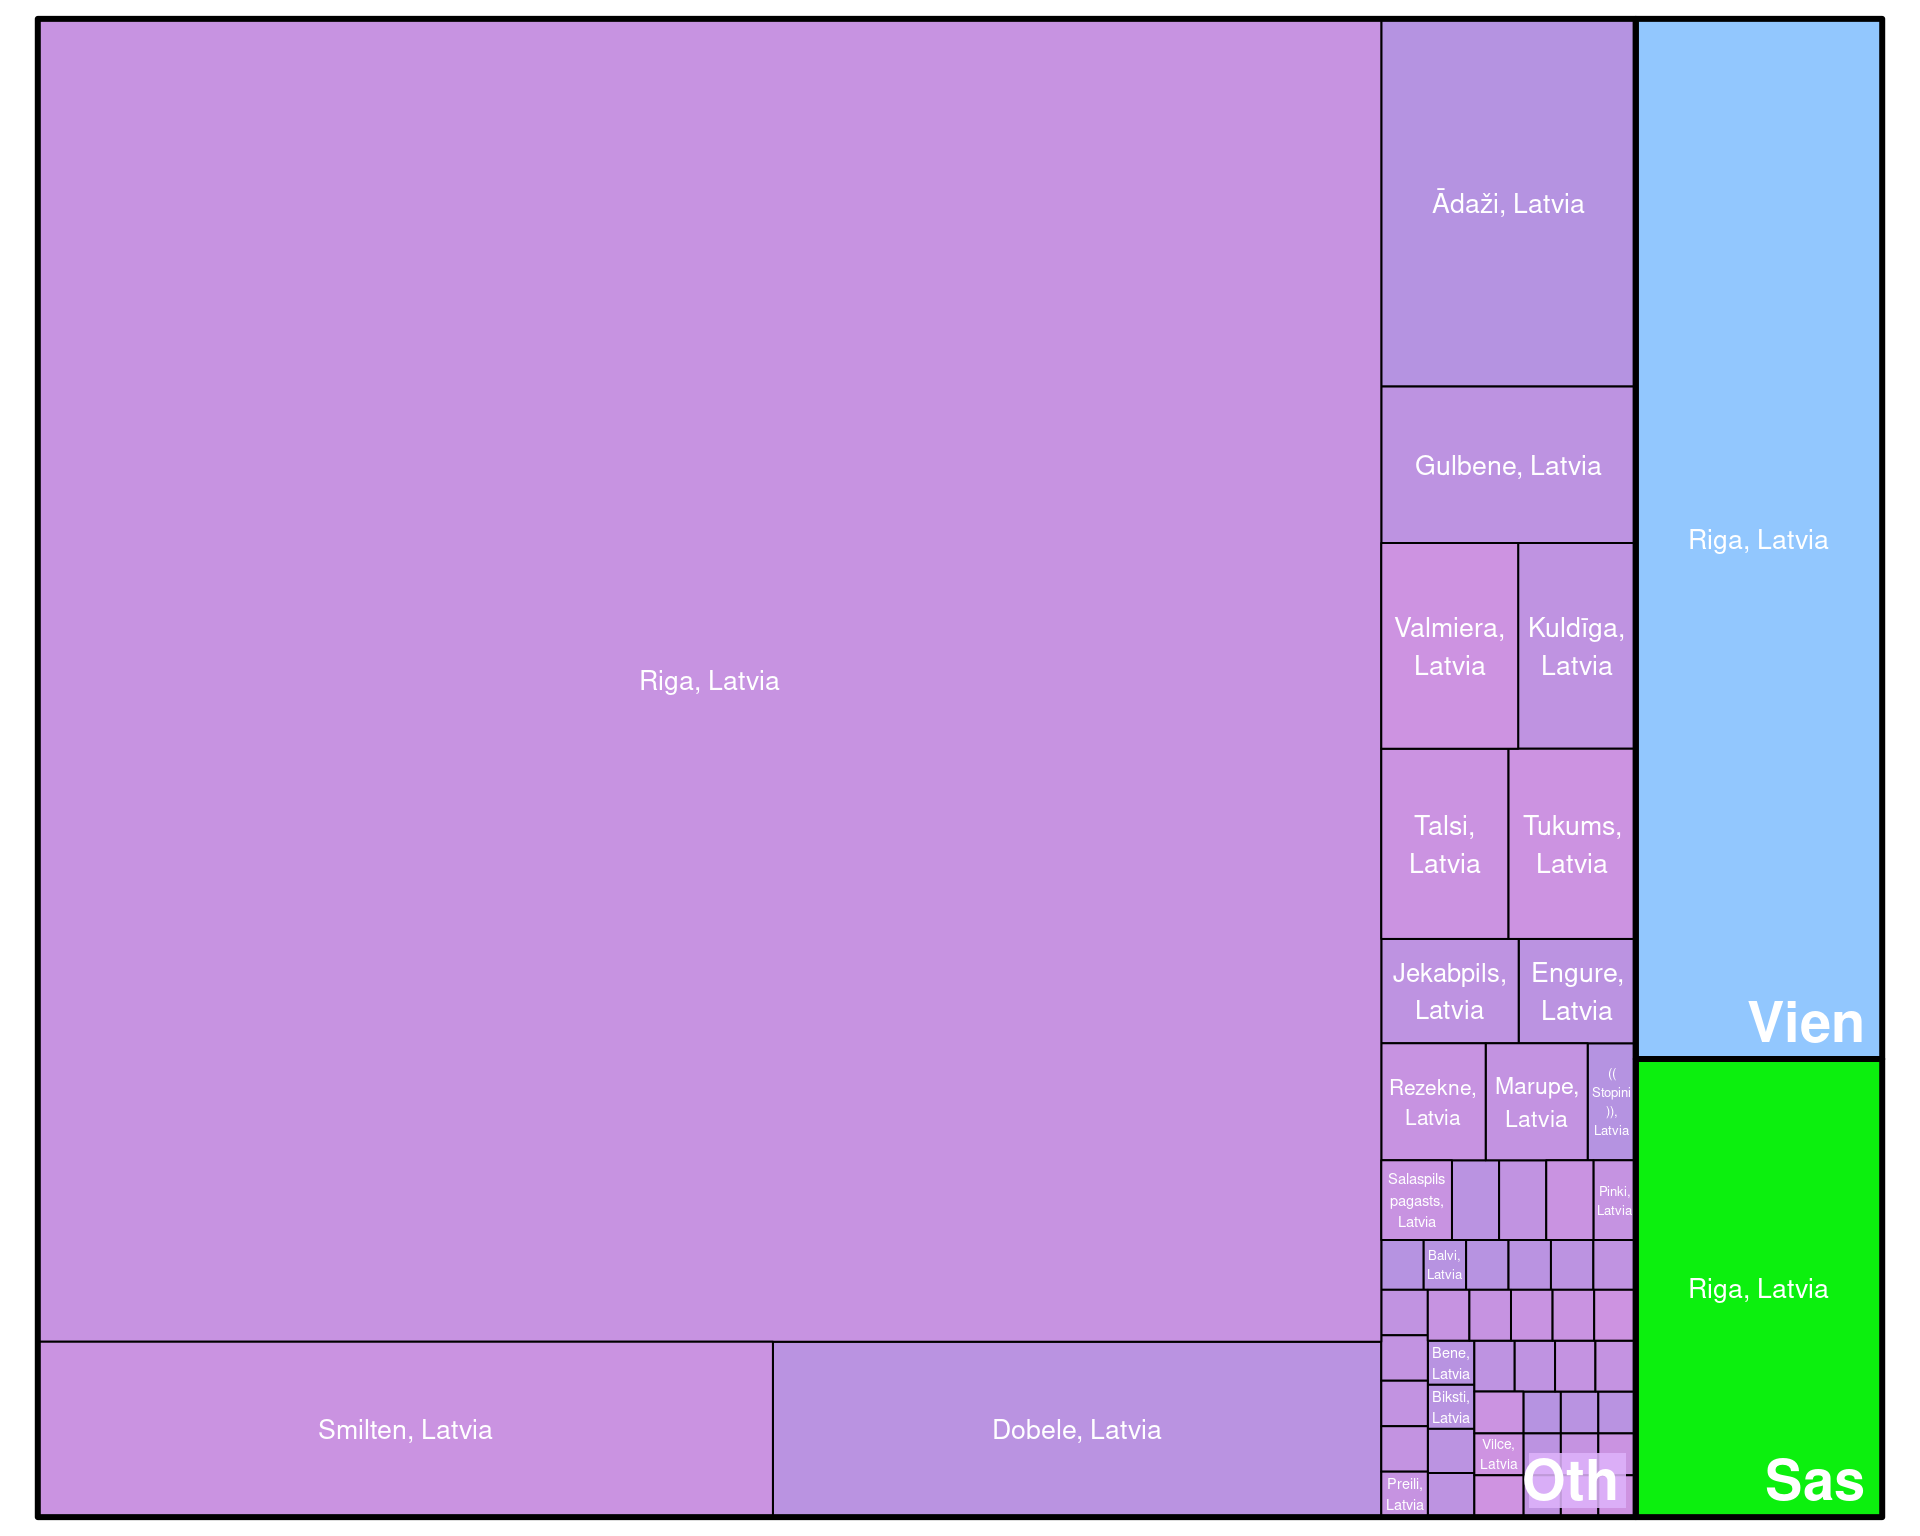 Riga, Latvia
Smilten, Latvia
Dobele, Latvia
Ādaži, Latvia
Gulbene, Latvia
Valmiera,
Latvia
Kuldīga,
Latvia
Talsi,
Latvia
Tukums,
Latvia
Jekabpils,
Latvia
Engure,
Latvia
Rezekne,
Latvia
Marupe,
Latvia
((
Stopini
)),
Latvia
Salaspils
pagasts,
Latvia
Pinki,
Latvia
Balvi,
Latvia
Bene,
Latvia
Biksti,
Latvia
Vilce,
Latvia
Preili,
Latvia
Oth
Riga, Latvia
Vien
Riga, Latvia
Sas